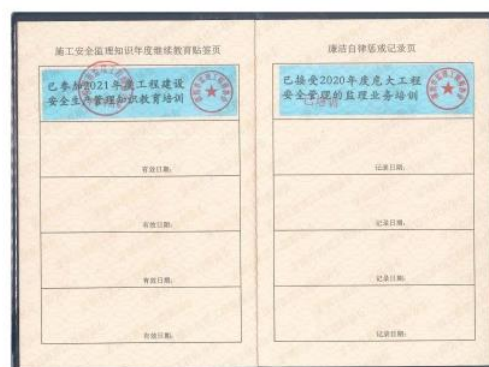 施工安全监理知识年度继续教育贴签页
已参加2021年度工程建设
安全生产管理知识教育培训
有效日期:
有效日期:
有效日期:
有效日期:
廉洁自律惩戒记录页
已接受2020年度危大工程
安全管理的监理业务培训
已培训
记录日期:
记录日期:
记录日期:
记录日期: